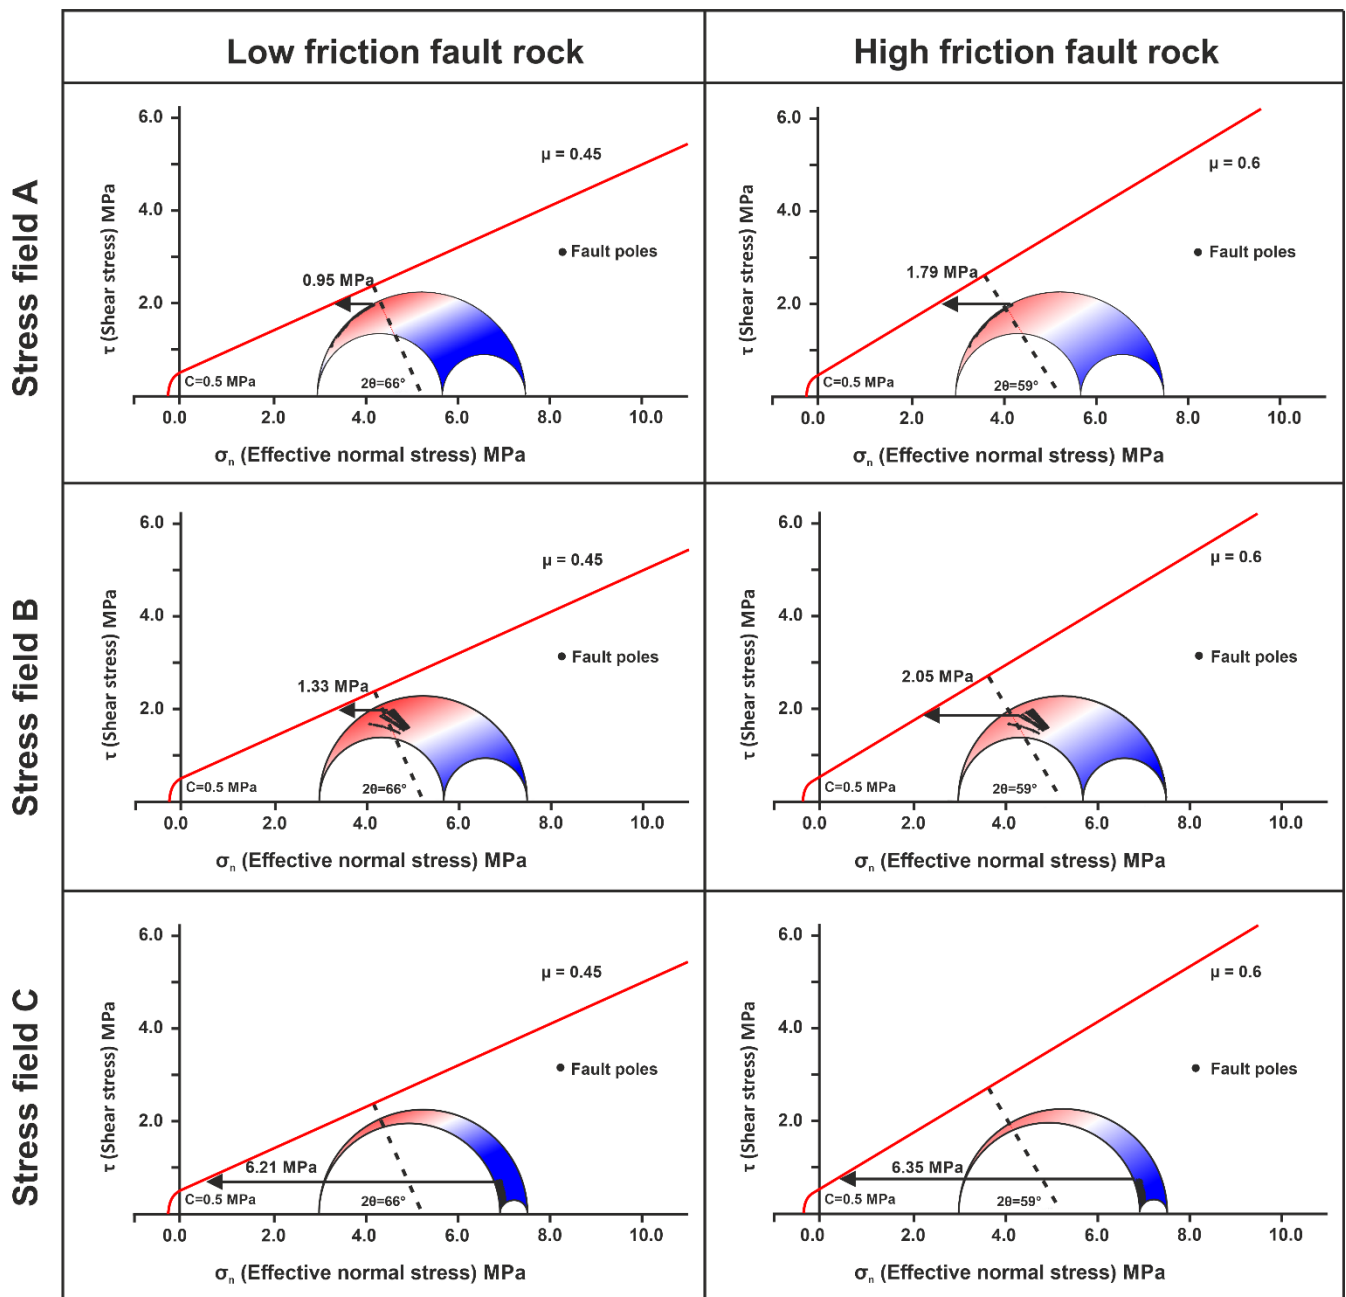 Low friction fault rock
High friction fault rock
Stress field A
6.0
4.0
2.0
τ (Shear stress) MPa
μ = 0.45
Fault poles
0.95 MPa
C=0.5 MPa
2θ=66°
0.0 2.0 4.0 6.0 8.0 10.0
σn (Effective normal stress) MPa
6.0
4.0
2.0
τ (Shear stress) MPa
μ = 0.6
Fault poles
1.79 MPa
C=0.5 MPa
2θ=59°
0.0 2.0 4.0 6.0 8.0 10.0
σn (Effective normal stress) MPa
Stress field B
6.0
4.0
2.0
τ (Shear stress) MPa
μ = 0.45
Fault poles
1.33 MPa
C=0.5 MPa
2θ=66°
0.0 2.0 4.0 6.0 8.0 10.0
σn (Effective normal stress) MPa
6.0
4.0
2.0
τ (Shear stress) MPa
μ = 0.6
Fault poles
2.05 MPa
C=0.5 MPa
2θ=59°
0.0 2.0 4.0 6.0 8.0 10.0
σn (Effective normal stress) MPa
Stress field C
6.0
4.0
2.0
τ (Shear stress) MPa
μ = 0.45
Fault poles
6.21 MPa
C=0.5 MPa
2θ=66°
0.0 2.0 4.0 6.0 8.0 10.0
σn (Effective normal stress) MPa
6.0
4.0
2.0
τ (Shear stress) MPa
μ = 0.6
Fault poles
6.35 MPa
C=0.5 MPa
2θ=59°
0.0 2.0 4.0 6.0 8.0 10.0
σn (Effective normal stress) MPa